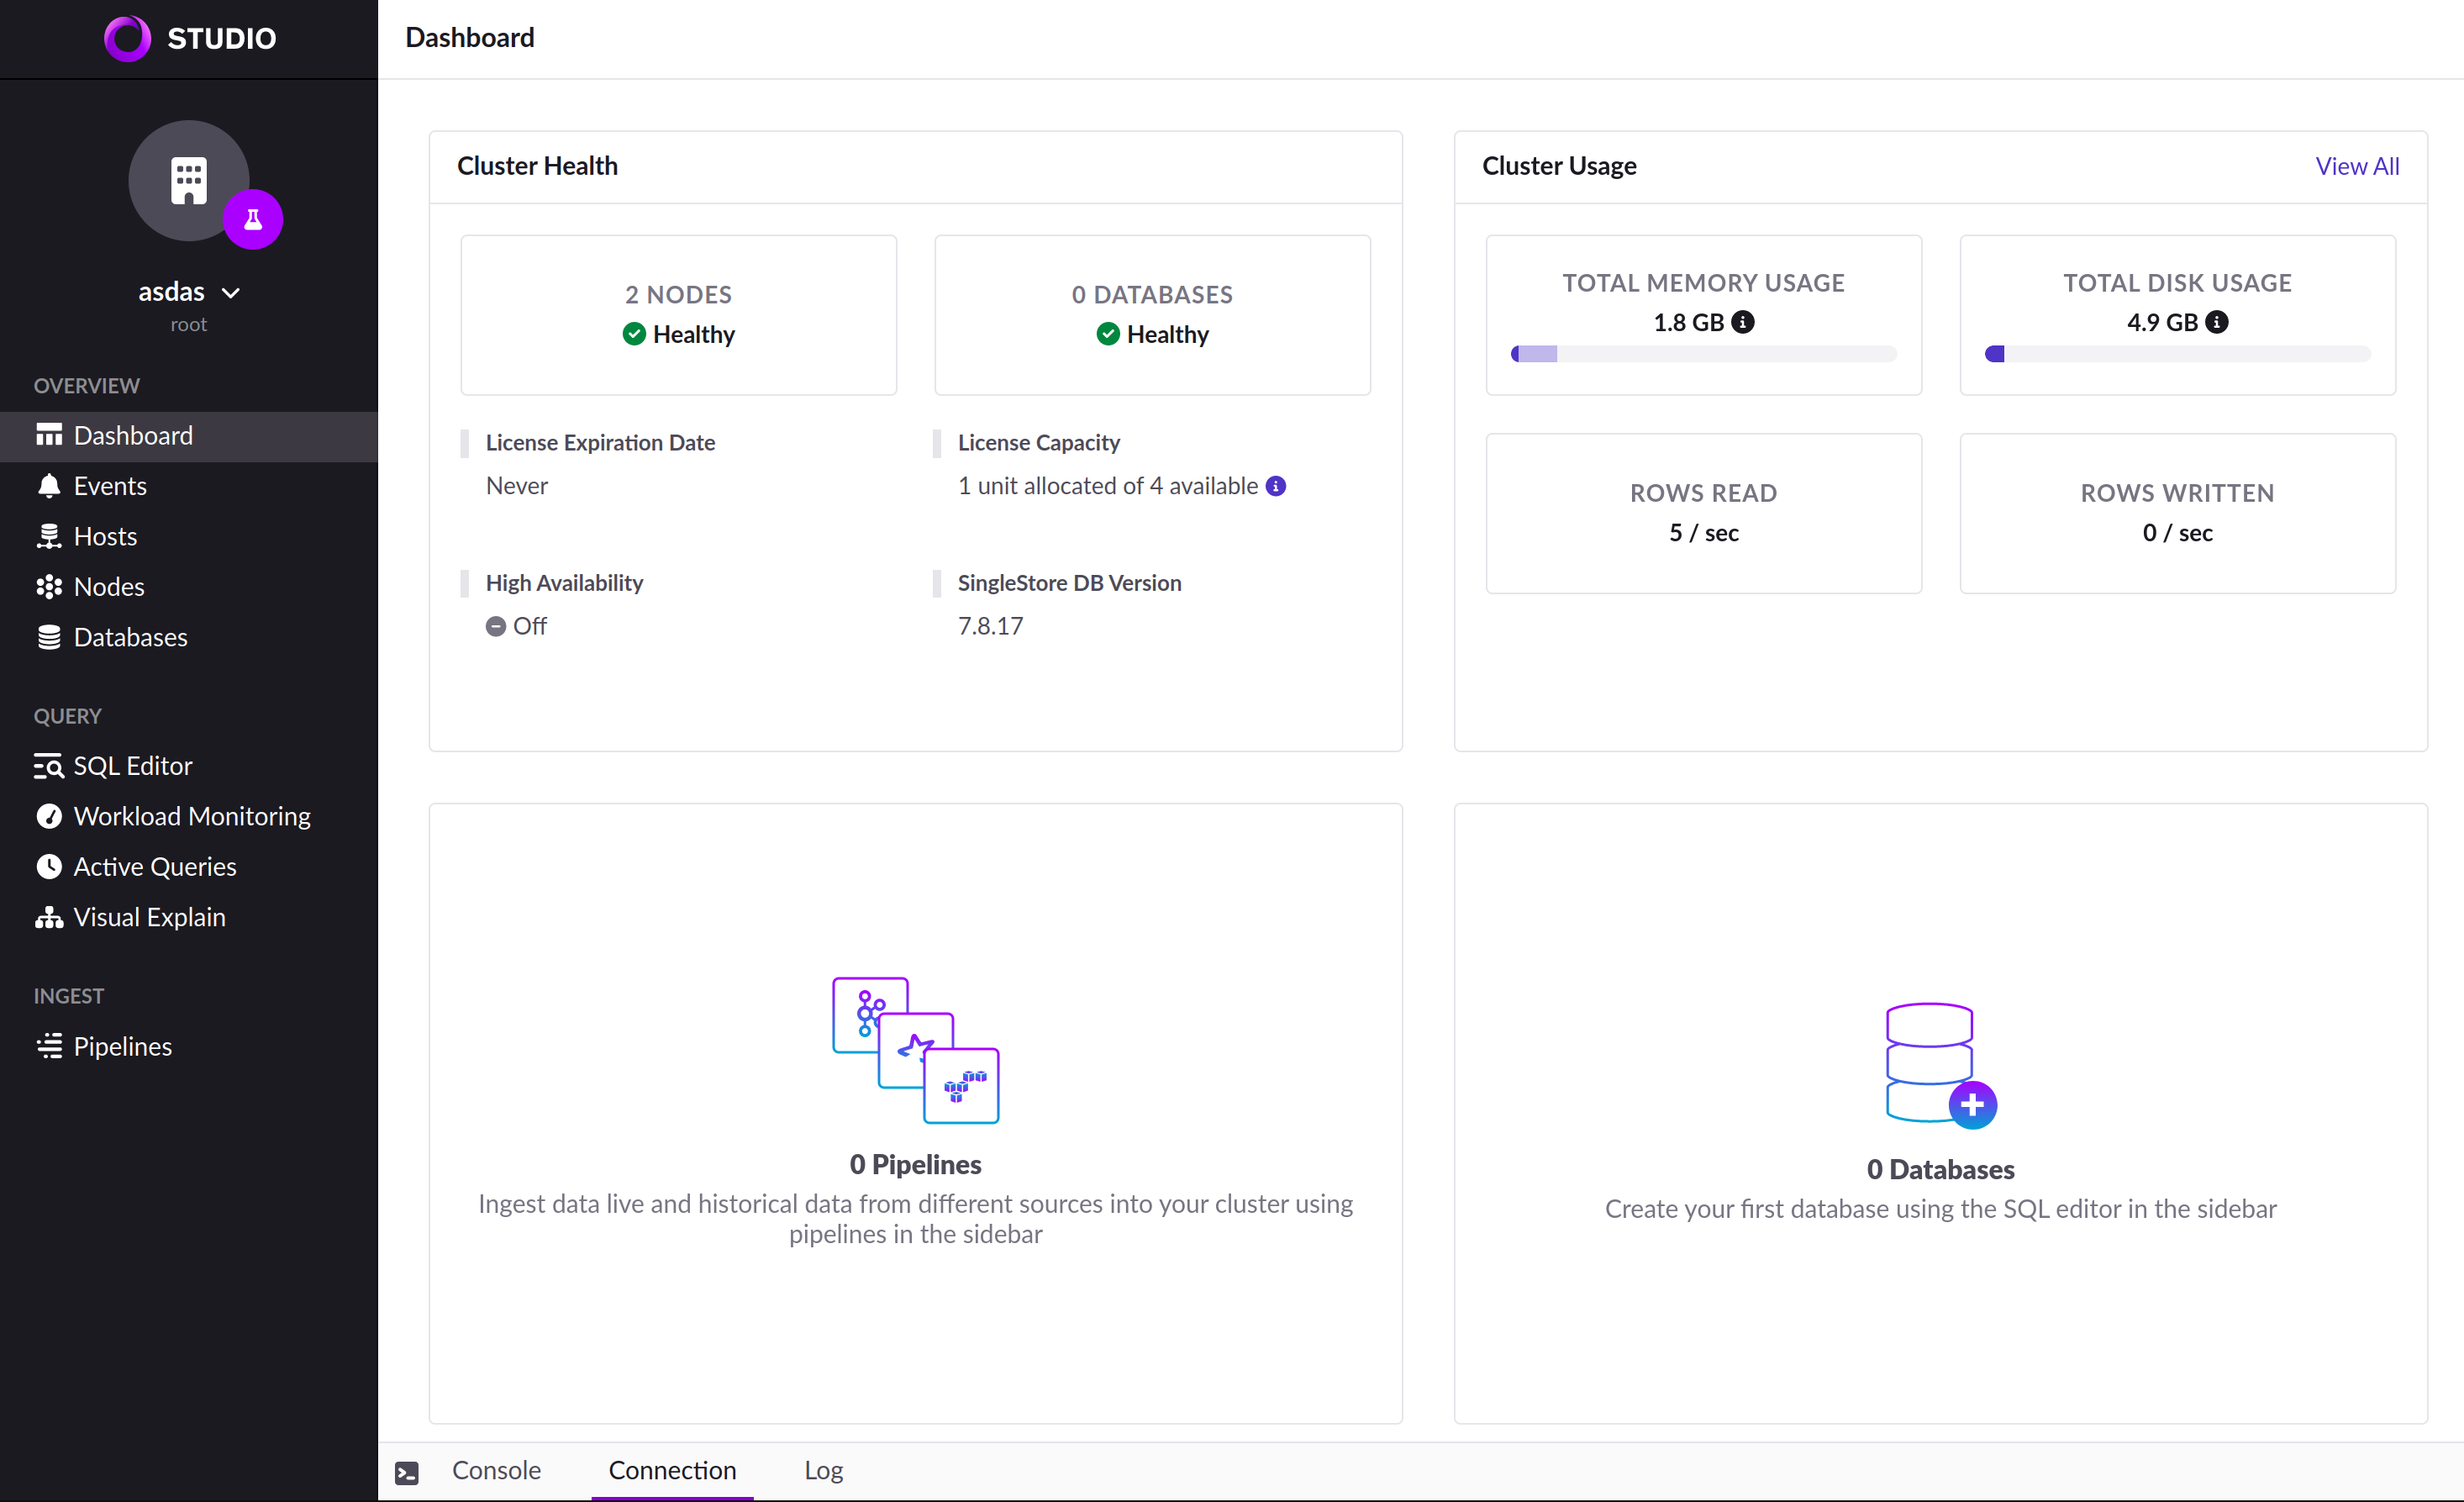 STUDIO
asdas
root
OVERVIEW
Dashboard
Events
Hosts
Nodes
Databases
QUERY
SQL Editor
Workload Monitoring
Active Queries
Visual Explain
INGEST
Pipelines
Dashboard
Cluster Health
2 NODES
Healthy
0 DATABASES
Healthy
License Expiration Date
Never
License Capacity
1 unit allocated of 4 available
High Availability
Off
SingleStore DB Version
7.8.17
Cluster Usage
View All
TOTAL MEMORY USAGE
1.8 GB
TOTAL DISK USAGE
4.9 GB
ROWS READ
5 / sec
ROWS WRITTEN
0 / sec
0 Pipelines
Ingest data live and historical data from different sources into your cluster using
pipelines in the sidebar
0 Databases
Create your first database using the SQL editor in the sidebar
Console
Connection
Log